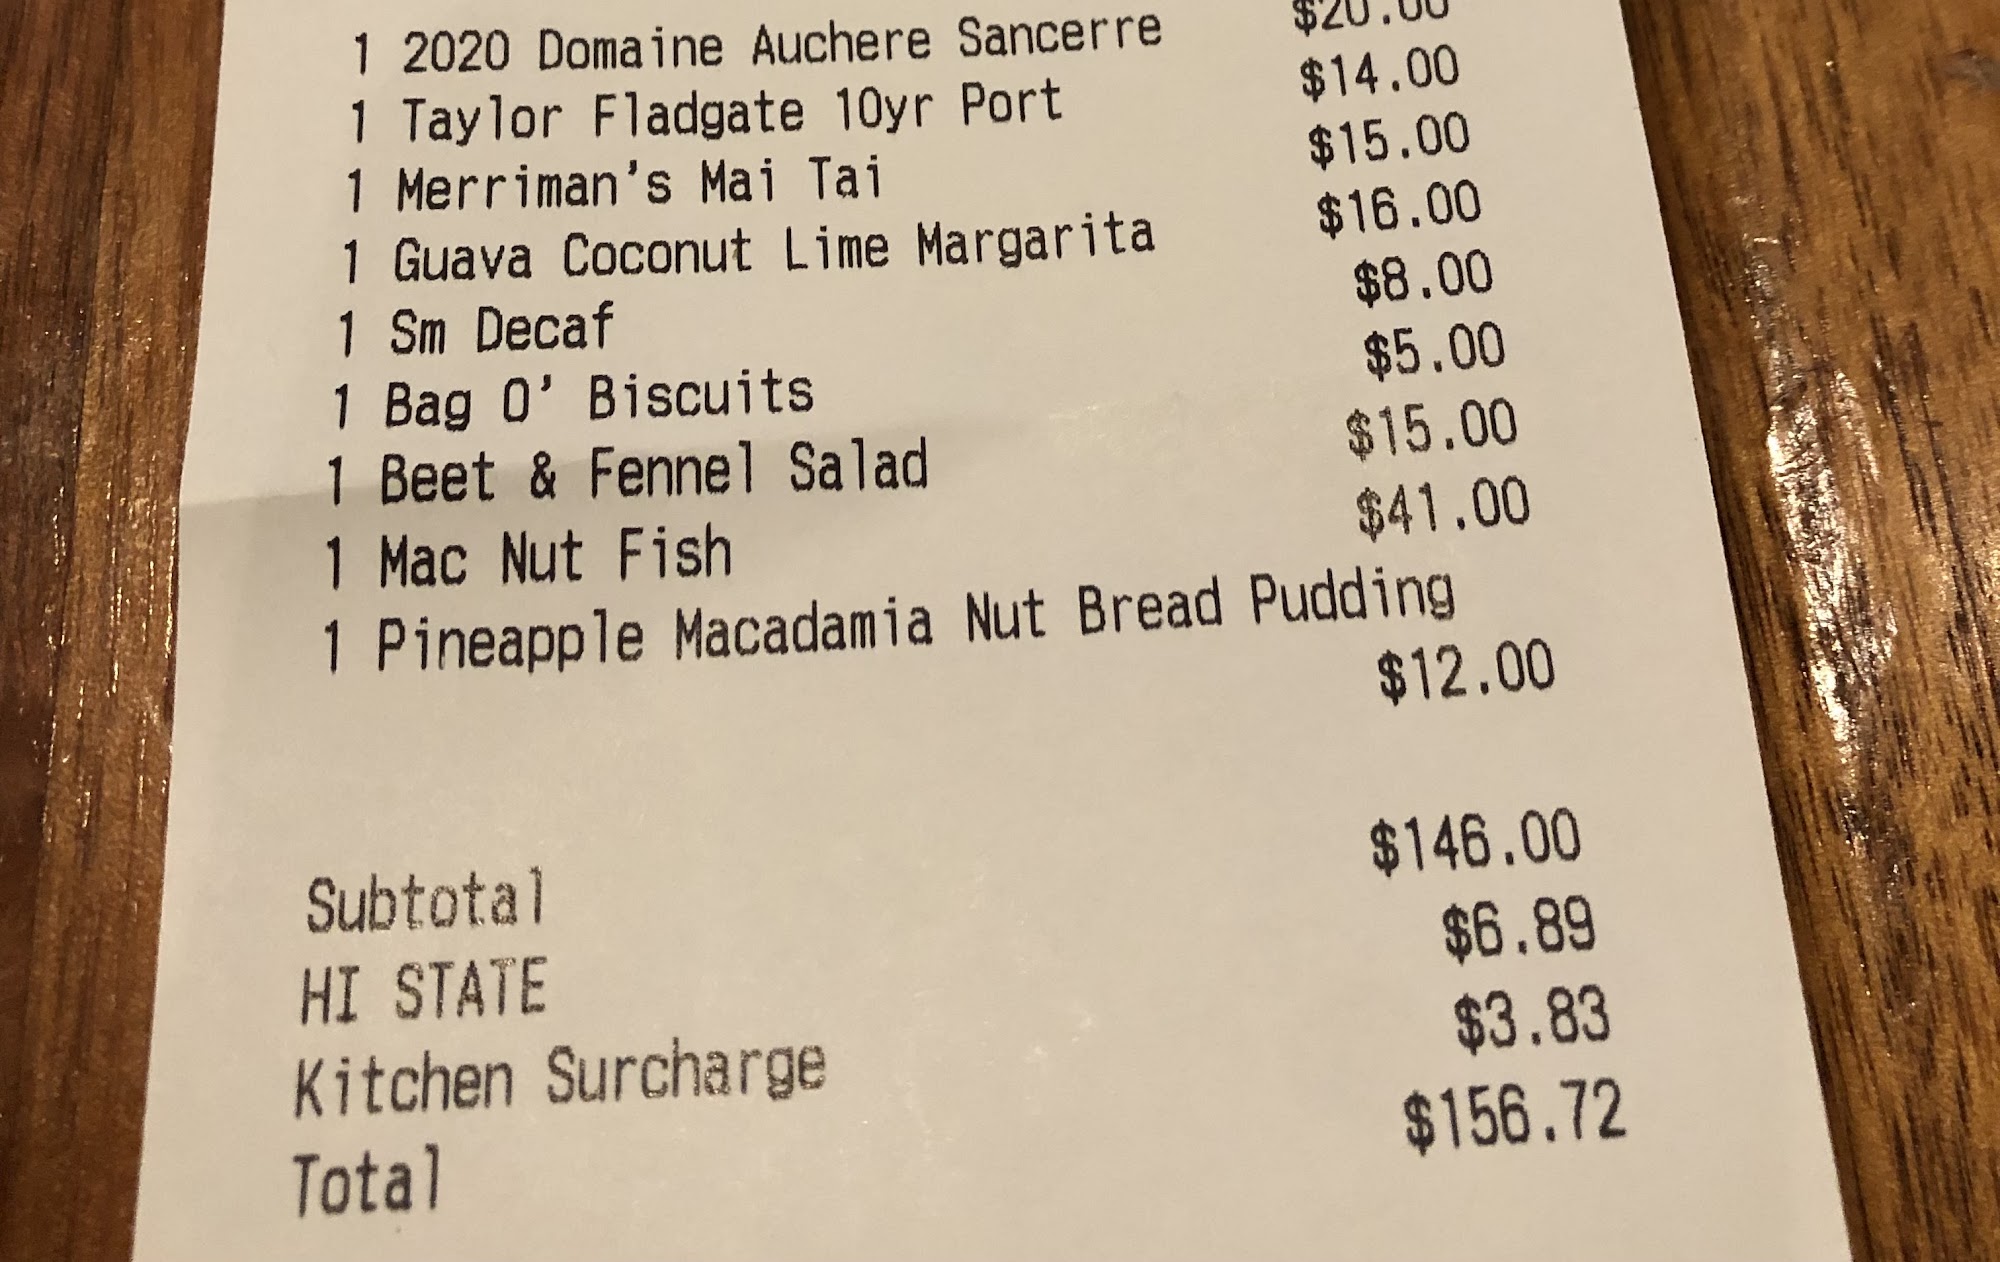 1 2020 Domaine Auchere Sancerre $20.00
1 Taylor Fladgate 10yr Port $14.00
1 Merriman's Mai Tai $15.00
1 Guava Coconut Lime Margarita $16.00
1 Sm Decaf $8.00
1 Bag O' Biscuits $5.00
1 Beet & Fennel Salad $15.00
1 Mac Nut Fish $41.00
1 Pineapple Macadamia Nut Bread Pudding
$12.00
Subtotal $146.00
HI STATE $6.89
Kitchen Surcharge $3.83
Total $156.72